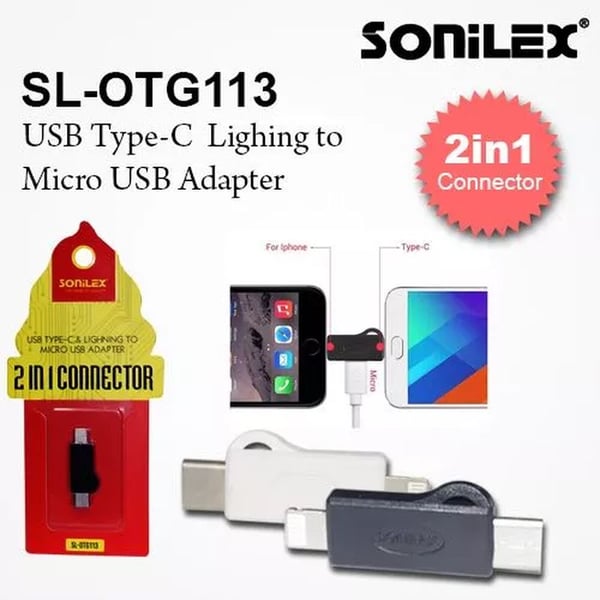 SONiLEX®
SL-OTG113
USB Type-C Lighing to
Micro USB Adapter
2in1
Connector
For Iphone
Type-C
Micro
SONiLEX
USB TYPE-C,& LIGHNING TO
MICRO USB ADAPTER
2 IN 1 CONNECTOR
SL-OTG113
SONiLEX